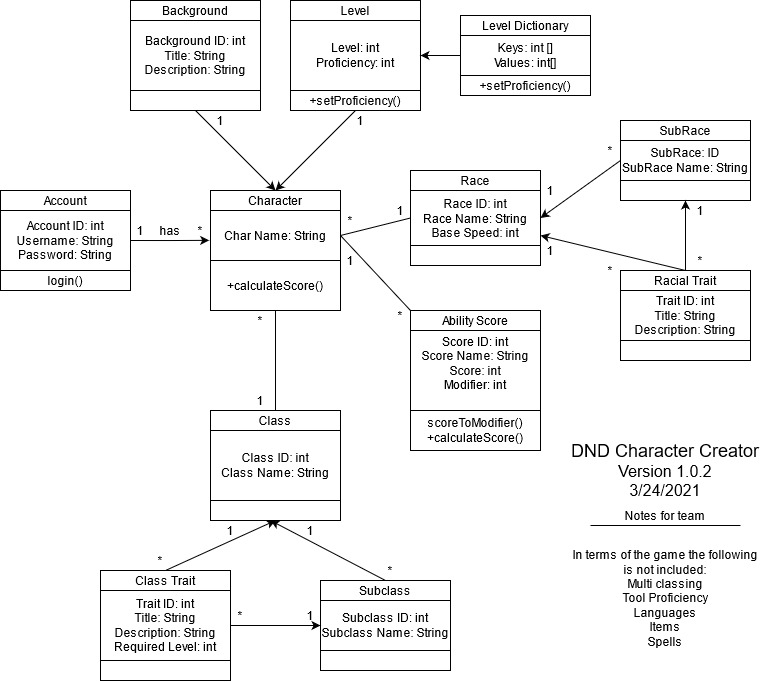 Background
Background ID: int
Title: String
Description: String
1
Level
Level: int
Proficiency: int
+setProficiency()
1
Level Dictionary
Keys: int []
Values: int[]
+setProficiency()
Account
Account ID: int
Username: String
Password: String
login()
1 has *
Character
Char Name: String
+calculateScore()
* 1
1
*
Race
Race ID: int
Race Name: String
Base Speed: int
1
*
1
*
SubRace
SubRace: ID
SubRace Name: String
1
*
Racial Trait
Trait ID: int
Title: String
Description: String
Ability Score
Score ID: int
Score Name: String
Score: int
Modifier: int
scoreToModifier()
+calculateScore()
*
1
Class
Class ID: int
Class Name: String
1
*
1
*
Class Trait
Trait ID: int
Title: String
Description: String
Required Level: int
* 1
Subclass
Subclass ID: int
Subclass Name: String
DND Character Creator
Version 1.0.2
3/24/2021
Notes for team
In terms of the game the following
is not included:
Multi classing
Tool Proficiency
Languages
Items
Spells